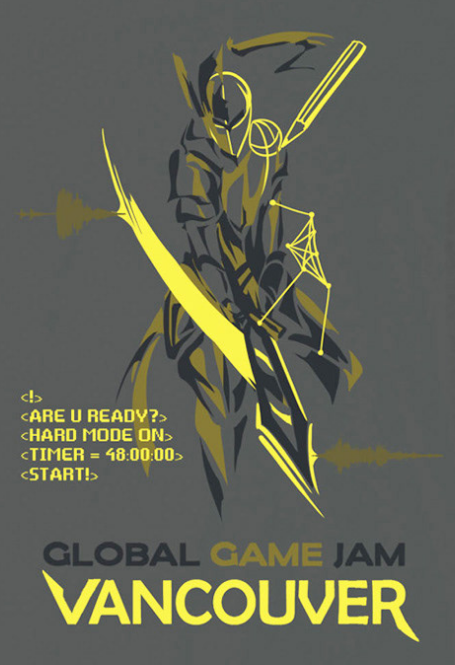 <!>
<ARE U READY?>
<HARD MODE ON>
<TIMER = 48:00:00>
<START!>
GLOBAL GAME JAM
VANCOUVER